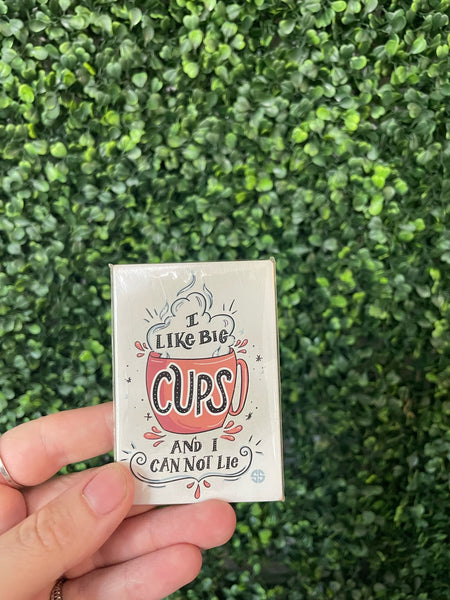 I
LIKE BIG
CUPS
AND I
CAN NOT LIE